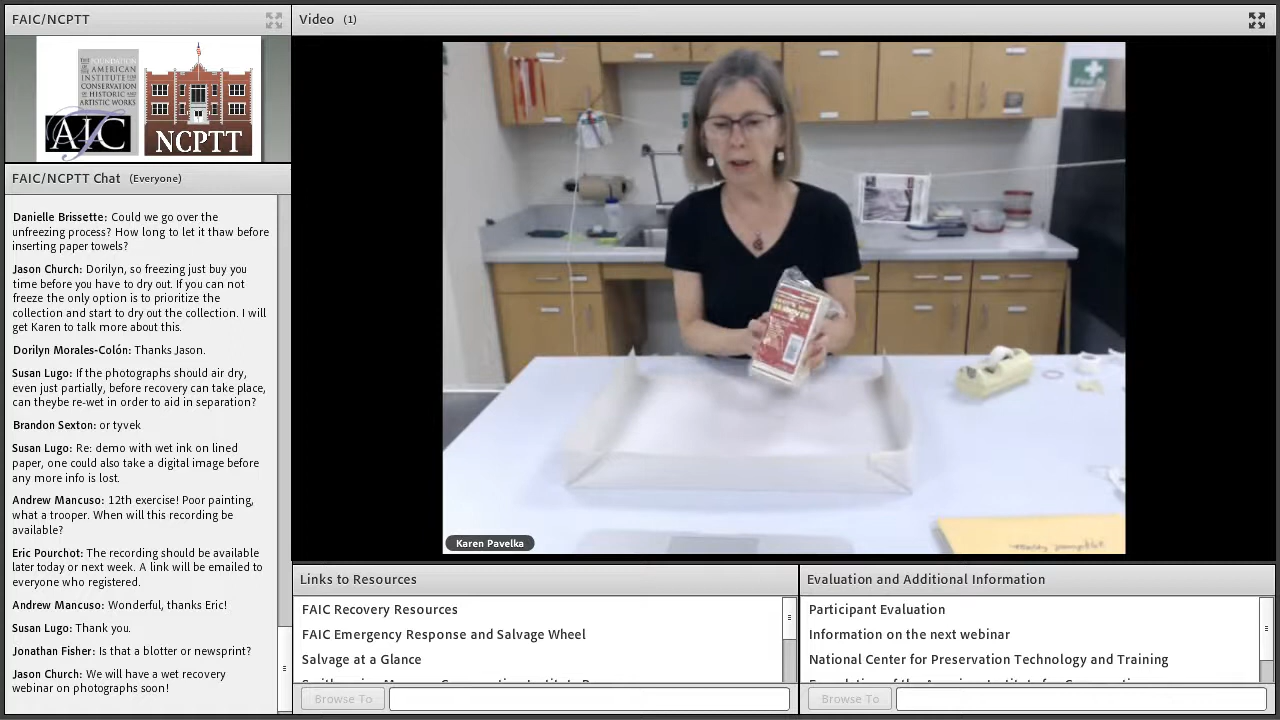 FAIC/NCPTT
THE
FOUNDATION
OF THE
AMERICAN
INSTITUTE FOR
CONSERVATION
OF HISTORIC
AND
ARTISTIC WORKS
AIC
NCPTT
FAIC/NCPTT Chat (Everyone)
Danielle Brissette: Could we go over the
unfreezing process? How long to let it thaw before
inserting paper towels?
Jason Church: Dorilyn, so freezing just buy you
time before you have to dry out. If you can not
freeze the only option is to prioritize the
collection and start to dry out the collection. I will
get Karen to talk more about this.
Dorilyn Morales-Colón: Thanks Jason.
Susan Lugo: If the photographs should air dry,
even just partially, before recovery can take place,
can theybe re-wet in order to aid in separation?
Brandon Sexton: or tyvek
Susan Lugo: Re: demo with wet ink on lined
paper, one could also take a digital image before
any more info is lost.
Andrew Mancuso: 12th exercise! Poor painting,
what a trooper. When will this recording be
available?
Eric Pourchot: The recording should be available
later today or next week. A link will be emailed to
everyone who registered.
Andrew Mancuso: Wonderful, thanks Eric!
Susan Lugo: Thank you.
Jonathan Fisher: Is that a blotter or newsprint?
Jason Church: We will have a wet recovery
webinar on photographs soon!
Video (1)
Karen Pavelka
Links to Resources
FAIC Recovery Resources
FAIC Emergency Response and Salvage Wheel
Salvage at a Glance
Browse To
Evaluation and Additional Information
Participant Evaluation
Information on the next webinar
National Center for Preservation Technology and Training
Browse To